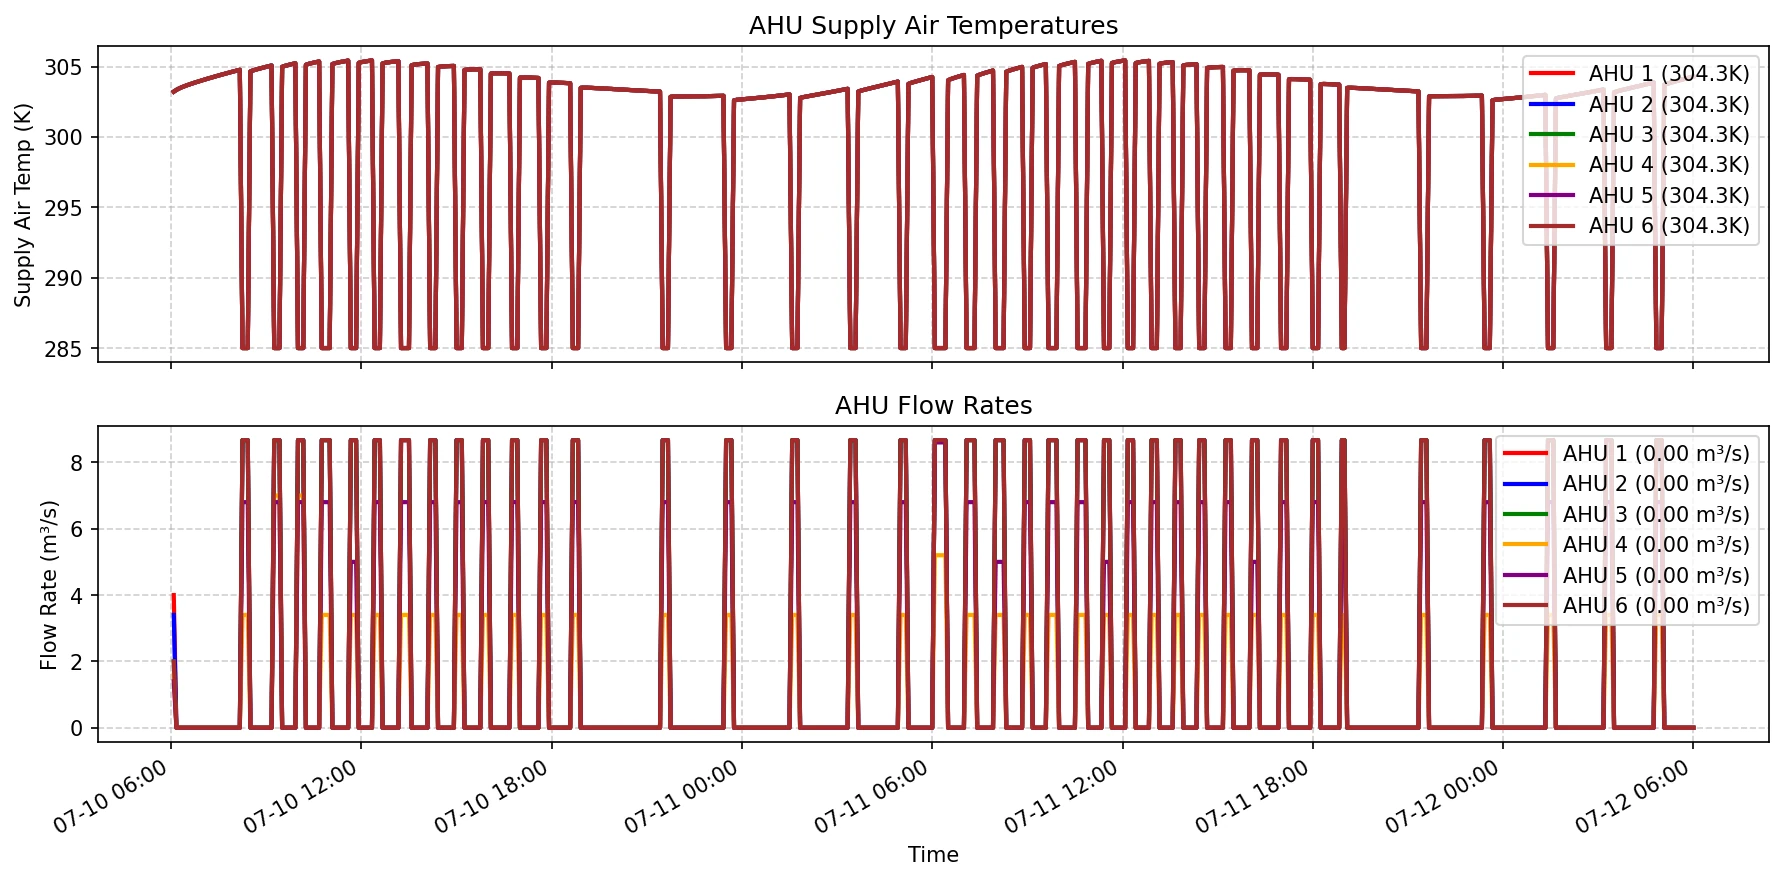 AHU Supply Air Temperatures
Supply Air Temp (K)
305
300
295
290
285
AHU 1 (304.3K)
AHU 2 (304.3K)
AHU 3 (304.3K)
AHU 4 (304.3K)
AHU 5 (304.3K)
AHU 6 (304.3K)
AHU Flow Rates
Flow Rate (m³/s)
8
6
4
2
0
AHU 1 (0.00 m³/s)
AHU 2 (0.00 m³/s)
AHU 3 (0.00 m³/s)
AHU 4 (0.00 m³/s)
AHU 5 (0.00 m³/s)
AHU 6 (0.00 m³/s)
07-10 06:00
07-10 12:00
07-10 18:00
07-11 00:00
07-11 06:00
07-11 12:00
07-11 18:00
07-12 00:00
07-12 06:00
Time